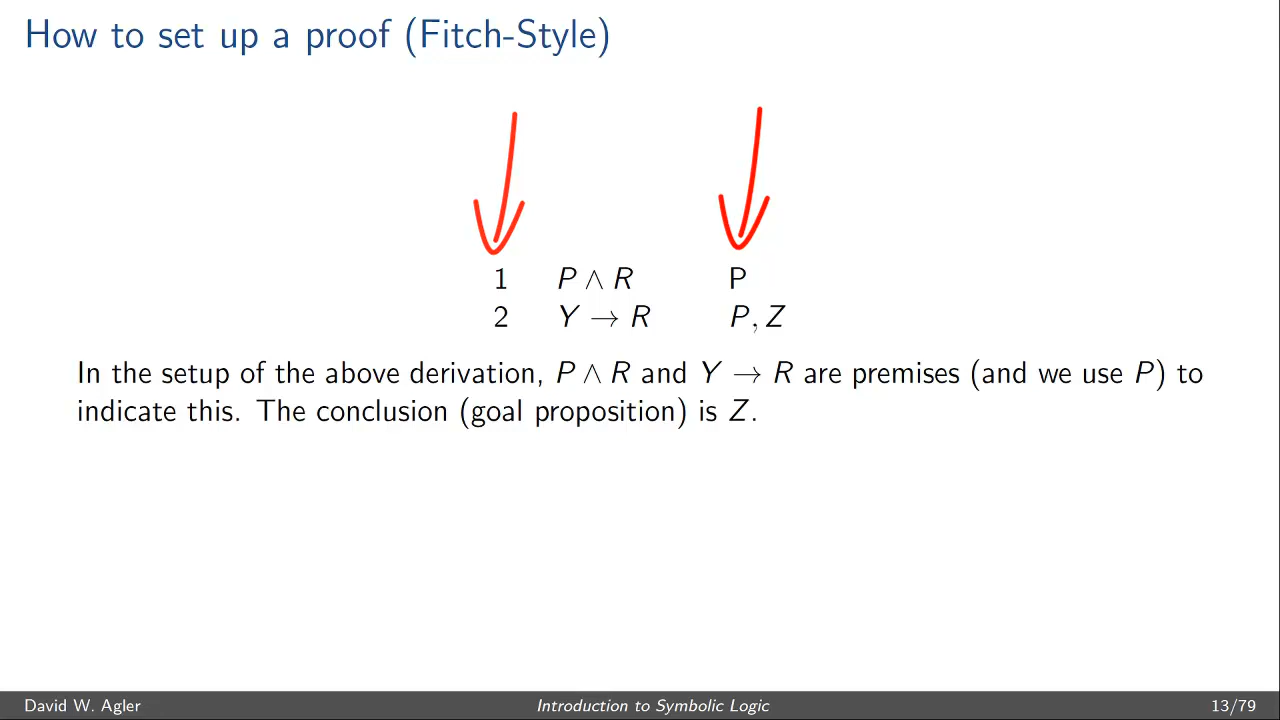 How to set up a proof (Fitch-Style)
1 P ∧ R P
2 Y → R P, Z
In the setup of the above derivation, P ∧ R and Y → R are premises (and we use P) to
indicate this. The conclusion (goal proposition) is Z.
David W. Agler Introduction to Symbolic Logic 13/79